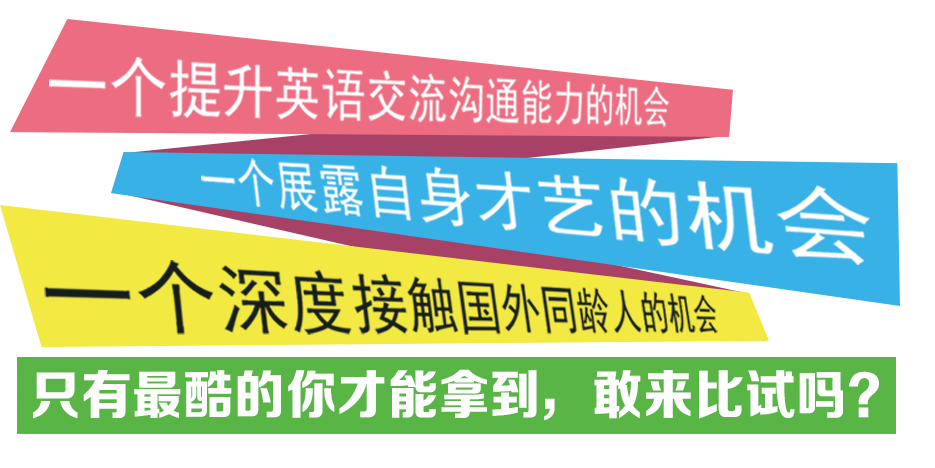 一个提升英语交流沟通能力的机会
一个展露自身才艺的机会
一个深度接触国外同龄人的机会
只有最酷的你才能拿到，敢来比试吗？